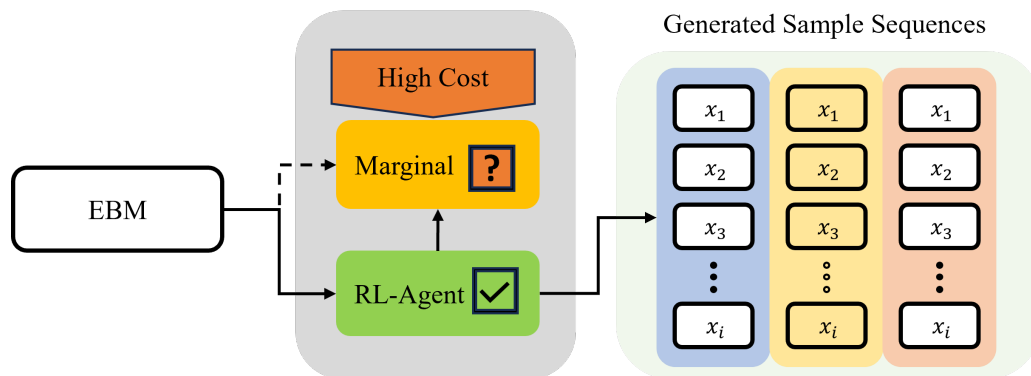 Generated Sample Sequences
High Cost
Marginal ?
EBM
RL-Agent
x₁ x₁ x₁
x₂ x₂ x₂
x₃ x₃ x₃
xᵢ xᵢ xᵢ